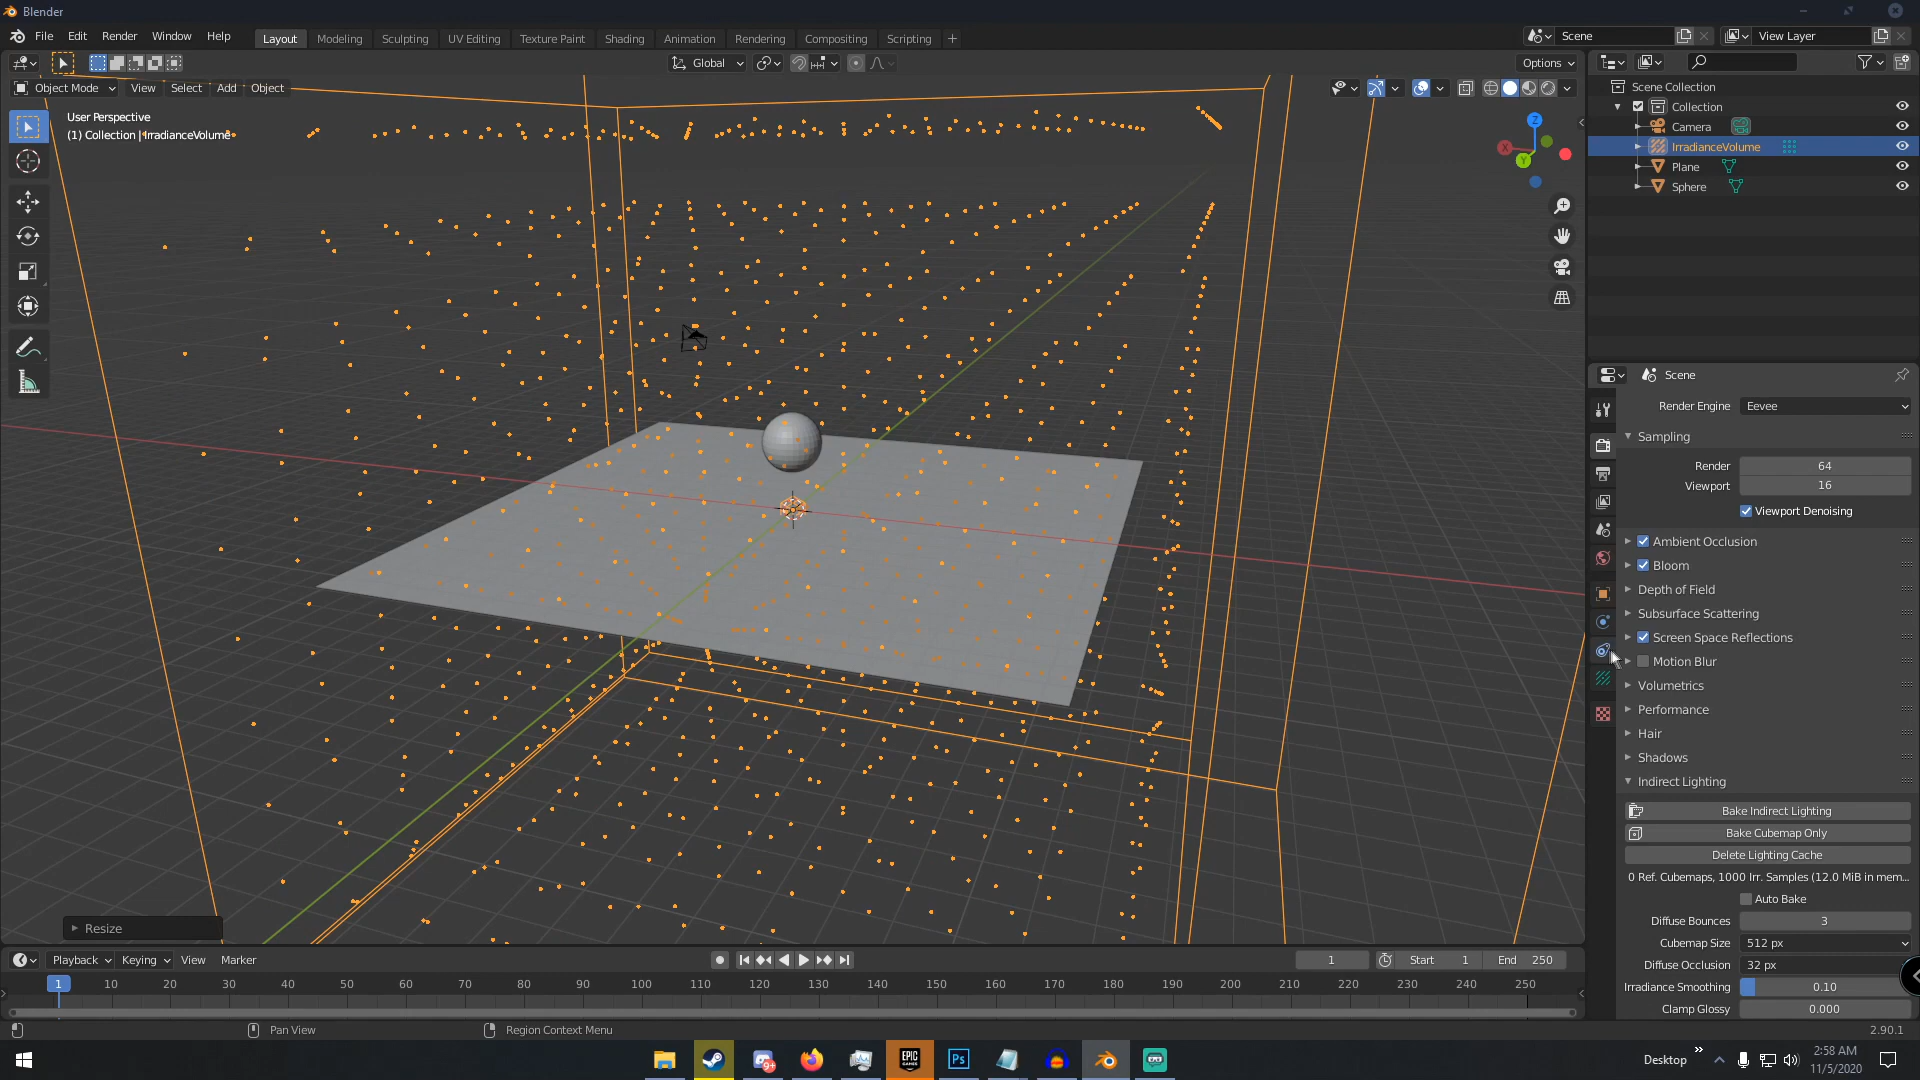 Blender
File Edit Render Window Help
Layout Modeling Sculpting UV Editing Texture Paint Shading Animation Rendering Compositing Scripting +
Scene
View Layer
Global
Options
Object Mode View Select Add Object
User Perspective
(1) Collection | IrradianceVolume
Z
X
Y
Scene Collection
Collection
Camera
IrradianceVolume
Plane
Sphere
Scene
Render Engine Eevee
Sampling
Render 64
Viewport 16
Viewport Denoising
Ambient Occlusion
Bloom
Depth of Field
Subsurface Scattering
Screen Space Reflections
Motion Blur
Volumetrics
Performance
Hair
Shadows
Indirect Lighting
Bake Indirect Lighting
Bake Cubemap Only
Delete Lighting Cache
0 Ref. Cubemaps, 1000 Irr. Samples (12.0 MiB in mem...
Auto Bake
Diffuse Bounces 3
Cubemap Size 512 px
Diffuse Occlusion 32 px
Irradiance Smoothing 0.10
Clamp Glossy 0.000
Resize
Playback Keying View Marker
1 Start 1 End 250
1 10 20 30 40 50 60 70 80 90 100 110 120 130 140 150 160 170 180 190 200 210 220 230 240 250
Pan View
Region Context Menu
2.90.1
9+
EPIC GAMES
Ps
Desktop
2:58 AM
11/5/2020